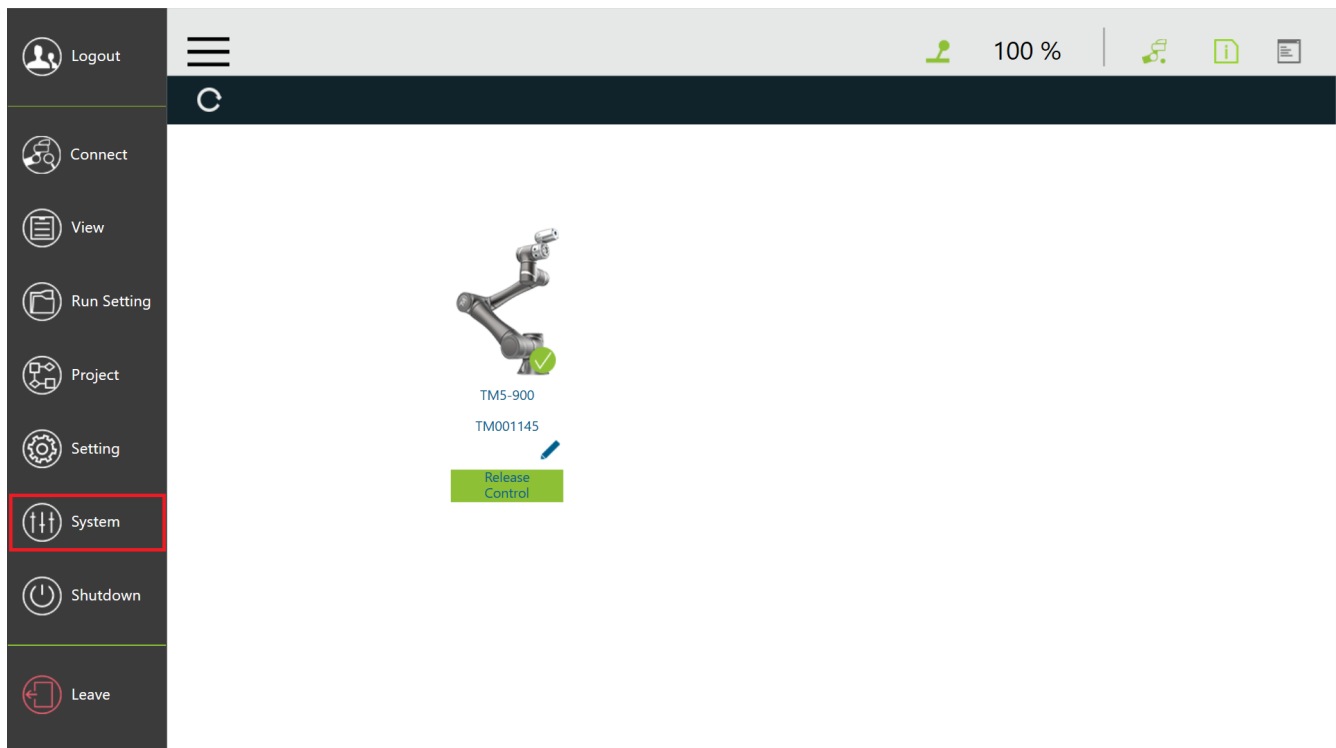 Logout
100 %
Connect
View
Run Setting
Project
TM5-900
TM001145
Setting
Release
Control
System
Shutdown
Leave